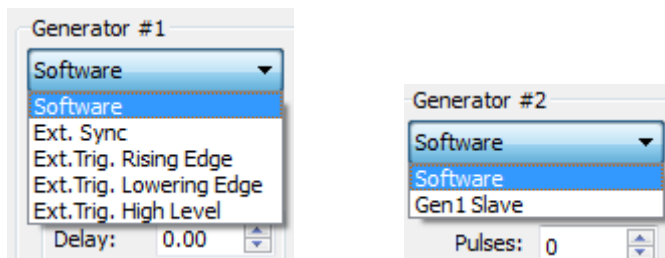 Generator #1
Software
Software
Ext. Sync
Ext.Trig. Rising Edge
Ext.Trig. Lowering Edge
Ext.Trig. High Level
Delay: 0.00
Generator #2
Software
Software
Gen1 Slave
Pulses: 0